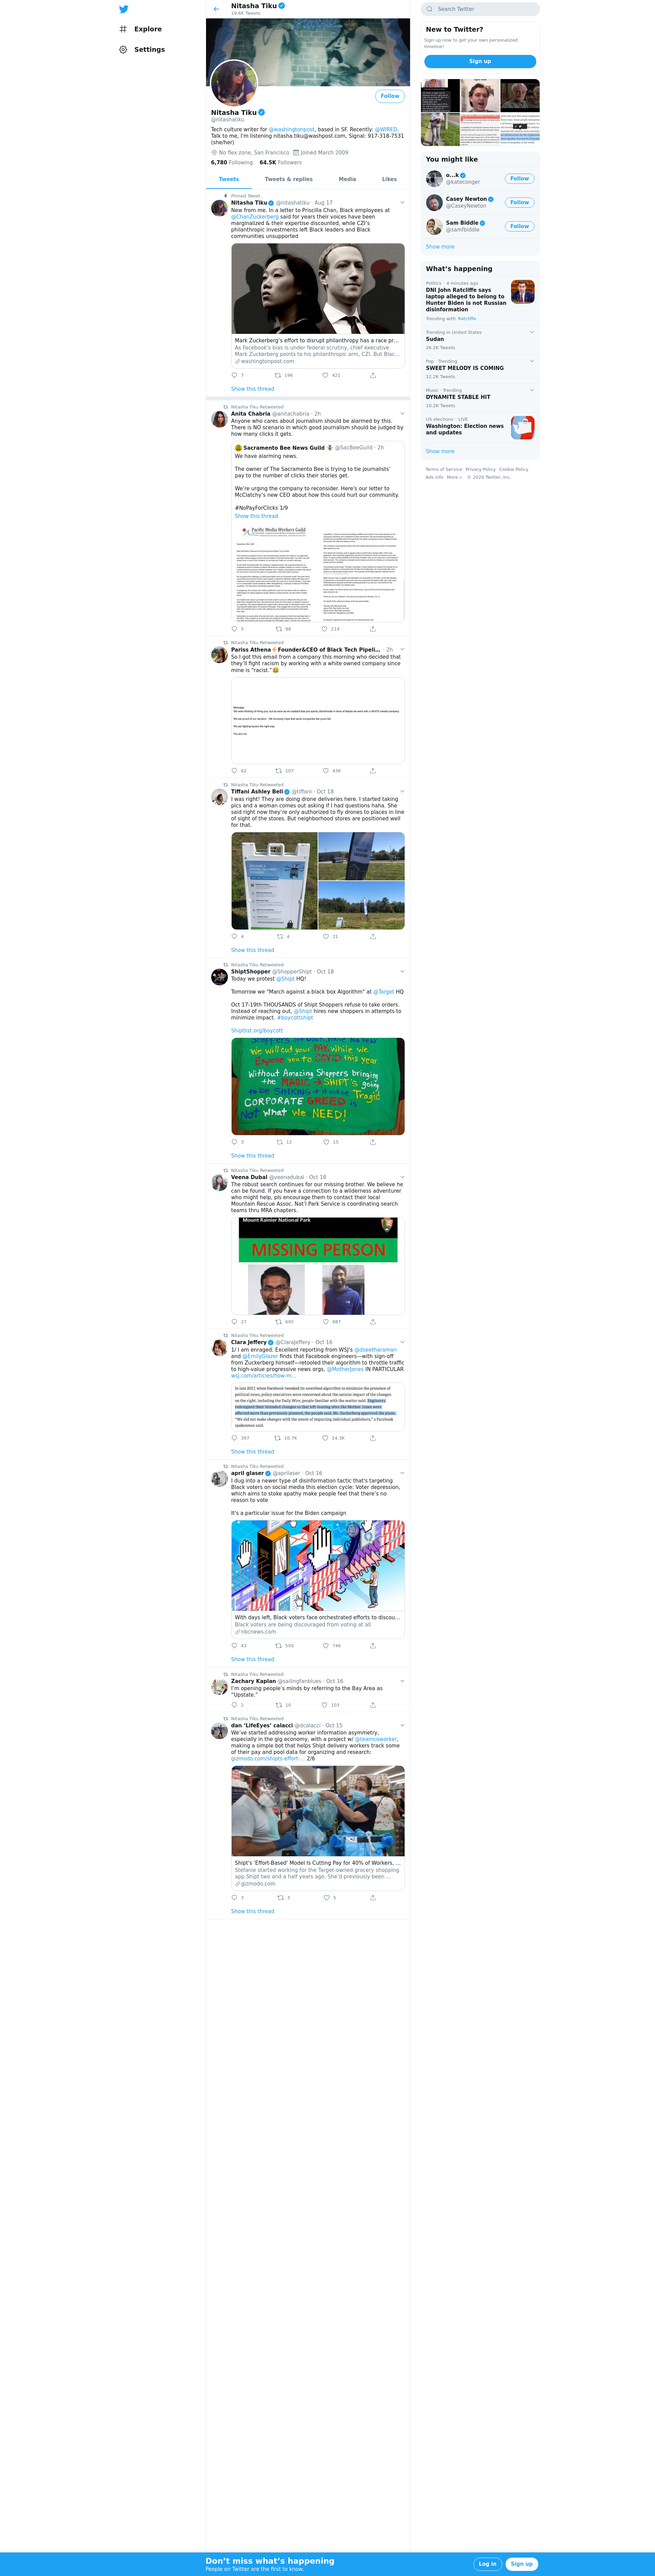 Nitasha Tiku
19.6K Tweets
Search Twitter
Explore
Settings
New to Twitter?
Sign up now to get your own personalized
timeline!
Sign up
Follow
Nitasha Tiku
@nitashatiku
Tech culture writer for @washingtonpost, based in SF. Recently: @WIRED.
Talk to me, I'm listening nitasha.tiku@washpost.com, Signal: 917-318-7531
(she/her)
No flex zone, San Francisco Joined March 2009
6,780 Following 64.5K Followers
Tweets Tweets & replies Media Likes
You might like
o...k
@kateconger
Follow
Casey Newton
@CaseyNewton
Follow
Sam Biddle
@samfbiddle
Follow
Show more
What's happening
Politics · 4 minutes ago
DNI John Ratcliffe says
laptop alleged to belong to
Hunter Biden is not Russian
disinformation
Trending with Ratcliffe
Trending in United States
Sudan
26.2K Tweets
Pop · Trending
SWEET MELODY IS COMING
12.2K Tweets
Music · Trending
DYNAMITE STABLE HIT
10.2K Tweets
US elections · LIVE
Washington: Election news
and updates
Show more
Terms of Service Privacy Policy Cookie Policy
Ads info More © 2020 Twitter, Inc.
Pinned Tweet
Nitasha Tiku @nitashatiku · Aug 17
New from me. In a letter to Priscilla Chan, Black employees at
@ChanZuckerberg said for years their voices have been
marginalized & their expertise discounted, while CZI's
philanthropic investments left Black leaders and Black
communities unsupported
Mark Zuckerberg's effort to disrupt philanthropy has a race pr...
As Facebook's boss is under federal scrutiny, chief executive
Mark Zuckerberg points to his philanthropic arm, CZI. But Blac...
washingtonpost.com
7 196 421
Show this thread
Nitasha Tiku Retweeted
Anita Chabria @anitachabria · 2h
Anyone who cares about journalism should be alarmed by this.
There is NO scenario in which good journalism should be judged by
how many clicks it gets.
Sacramento Bee News Guild @SacBeeGuild · 2h
We have alarming news.
The owner of The Sacramento Bee is trying to tie journalists'
pay to the number of clicks their stories get.
We're urging the company to reconsider. Here's our letter to
McClatchy's new CEO about how this could hurt our community.
#NoPayForClicks 1/9
Show this thread
Pacific Media Workers Guild
5 98 214
Nitasha Tiku Retweeted
Pariss Athena⚡Founder&CEO of Black Tech Pipeli... · 2h
So I got this email from a company this morning who decided that
they'll fight racism by working with a white owned company since
mine is "racist."😂
62 107 438
Nitasha Tiku Retweeted
Tiffani Ashley Bell @tiffani · Oct 18
I was right! They are doing drone deliveries here. I started taking
pics and a woman comes out asking if I had questions haha. She
said right now they're only authorized to fly drones to places in line
of sight of the stores. But neighborhood stores are positioned well
for that.
4 4 21
Show this thread
Nitasha Tiku Retweeted
ShiptShopper @ShopperShipt · Oct 18
Today we protest @Shipt HQ!
Tomorrow we "March against a black box Algorithm" at @Target HQ
Oct 17-19th THOUSANDS of Shipt Shoppers refuse to take orders.
Instead of reaching out, @Shipt hires new shoppers in attempts to
minimize impact. #boycottshipt
Shiptlist.org/boycott
We will cut your PAY while we
Expose you to COVID this year
Without Amazing Shoppers bringing
the MAGIC → SHIPT's going
to be SINKING
CORPORATE GREED is
Not what we NEED!
3 12 15
Show this thread
Nitasha Tiku Retweeted
Veena Dubal @veenadubal · Oct 18
The robust search continues for our missing brother. We believe he
can be found. If you have a connection to a wilderness adventurer
who might help, pls encourage them to contact their local
Mountain Rescue Assoc. Nat'l Park Service is coordinating search
teams thru MRA chapters.
Mount Rainier National Park
MISSING PERSON
27 695 887
Nitasha Tiku Retweeted
Clara Jeffery @ClaraJeffery · Oct 16
1/ I am enraged. Excellent reporting from WSJ's @dseetharaman
and @EmilyGlazer finds that Facebook engineers—with sign-off
from Zuckerberg himself—retooled their algorithm to throttle traffic
to high-value progressive news orgs, @MotherJones IN PARTICULAR
wsj.com/articles/how-m...
In late 2017, when Facebook tweaked its newsfeed algorithm to minimize the presence of
political news, policy executives were concerned about the outsize impact of the changes
on the right, including the Daily Wire, people familiar with the matter said. Engineers
redesigned their intended changes so that left-leaning sites like Mother Jones were
affected more than previously planned, the people said. Mr. Zuckerberg approved the plans.
"We did not make changes with the intent of impacting individual publishers," a Facebook
spokesman said.
397 10.7K 14.3K
Show this thread
Nitasha Tiku Retweeted
april glaser @aprilaser · Oct 16
I dug into a newer type of disinformation tactic that's targeting
Black voters on social media this election cycle: Voter depression,
which aims to stoke apathy make people feel that there's no
reason to vote
It's a particular issue for the Biden campaign
With days left, Black voters face orchestrated efforts to discou...
Black voters are being discouraged from voting at all
nbcnews.com
43 550 746
Show this thread
Nitasha Tiku Retweeted
Zachary Kaplan @sailingfanblues · Oct 16
I'm opening people's minds by referring to the Bay Area as
"Upstate."
2 10 103
Nitasha Tiku Retweeted
dan 'LifeEyes' calacci @dcalacci · Oct 15
We've started addressing worker information asymmetry,
especially in the gig economy, with a project w/ @teamcoworker,
making a simple bot that helps Shipt delivery workers track some
of their pay and pool data for organizing and research:
gizmodo.com/shipts-effort-... 2/6
Shipt's 'Effort-Based' Model Is Cutting Pay for 40% of Workers, ...
Stefanie started working for the Target-owned grocery shopping
app Shipt two and a half years ago. She'd previously been ...
gizmodo.com
3 3 5
Show this thread
Don't miss what's happening
People on Twitter are the first to know.
Log in
Sign up